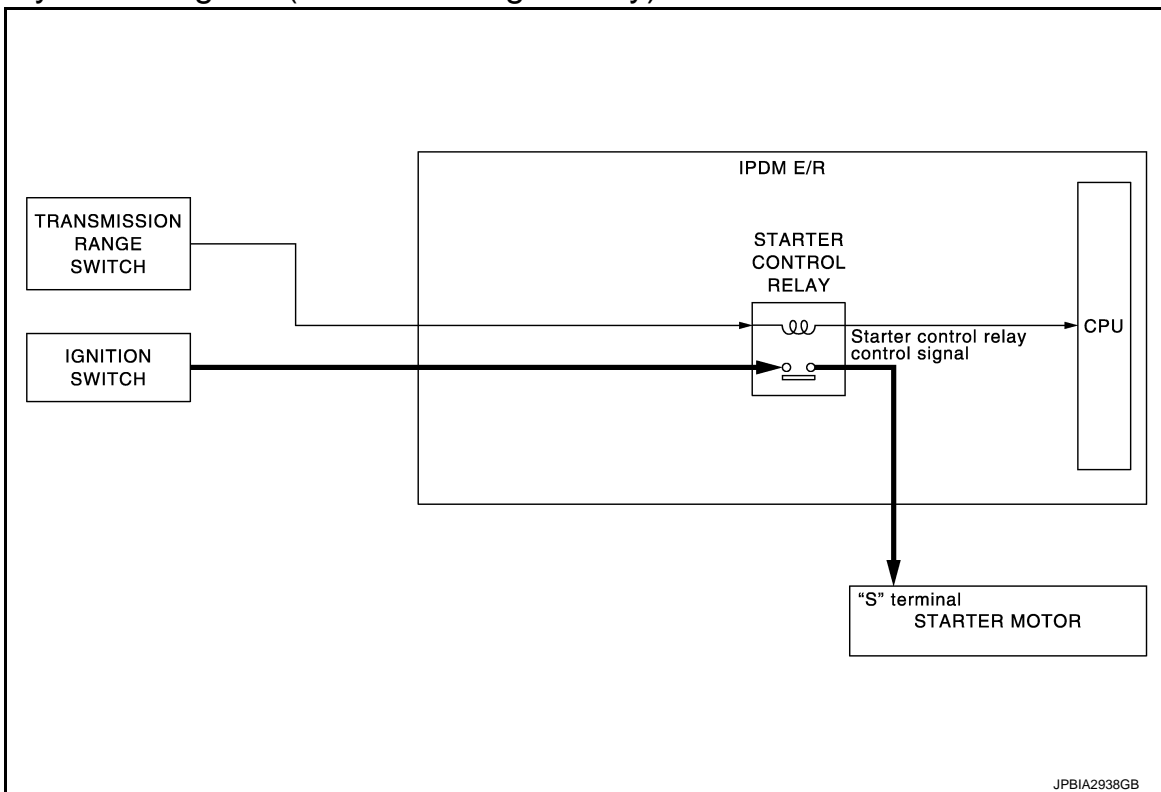 IPDM E/R
TRANSMISSION
RANGE
SWITCH
STARTER
CONTROL
RELAY
IGNITION
SWITCH
Starter control relay
control signal
CPU
“S” terminal
STARTER MOTOR
JPBIA2938GB